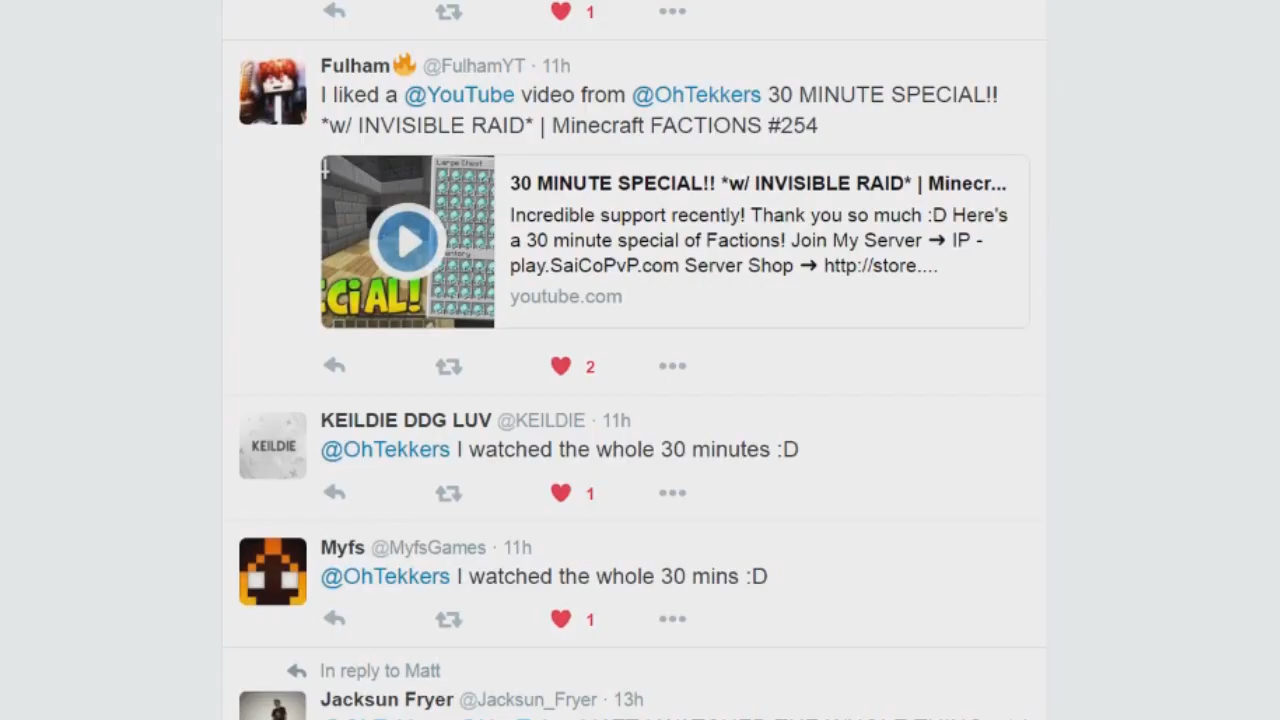 1
Fulham🔥 @FulhamYT · 11h
I liked a @YouTube video from @OhTekkers 30 MINUTE SPECIAL!!
*w/ INVISIBLE RAID* | Minecraft FACTIONS #254
Large Chest
30 MINUTE SPECIAL!! *w/ INVISIBLE RAID* | Minecr...
Incredible support recently! Thank you so much :D Here's
a 30 minute special of Factions! Join My Server ➔ IP -
play.SaiCoPvP.com Server Shop ➔ http://store....
youtube.com
CIAL!
2
KEILDIE DDG LUV @KEILDIE · 11h
KEILDIE
@OhTekkers I watched the whole 30 minutes :D
1
Myfs @MyfsGames · 11h
@OhTekkers I watched the whole 30 mins :D
1
In reply to Matt
Jacksun Fryer @Jacksun_Fryer · 13h